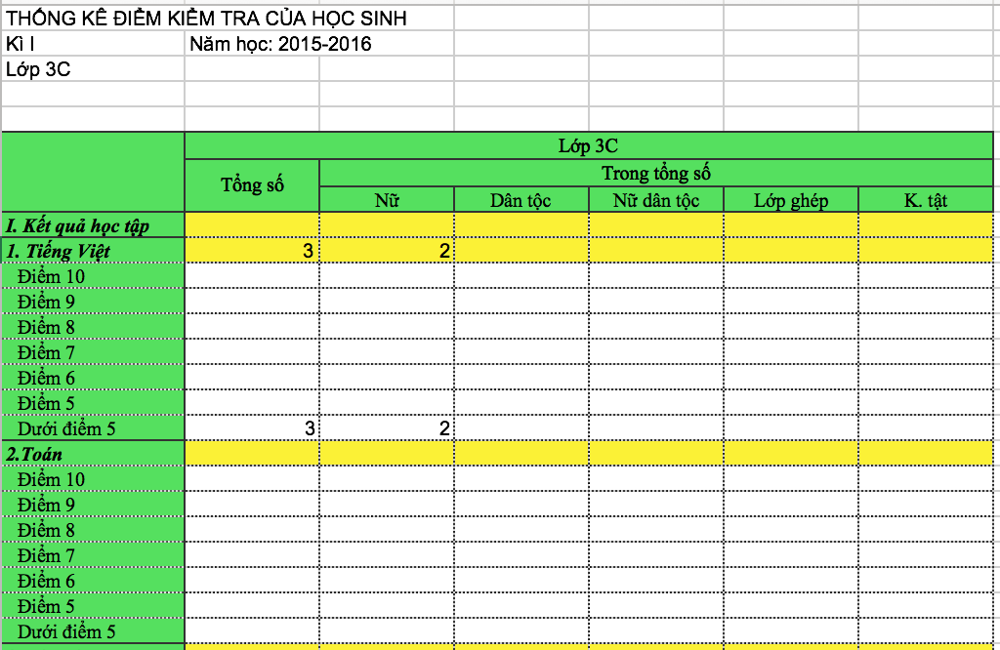 THỐNG KÊ ĐIỂM KIỂM TRA CỦA HỌC SINH
Kì I Năm học: 2015-2016
Lớp 3C
Lớp 3C
Tổng số Trong tổng số
Nữ Dân tộc Nữ dân tộc Lớp ghép K. tật
I. Kết quả học tập
1. Tiếng Việt 3 2
Điểm 10
Điểm 9
Điểm 8
Điểm 7
Điểm 6
Điểm 5
Dưới điểm 5 3 2
2.Toán
Điểm 10
Điểm 9
Điểm 8
Điểm 7
Điểm 6
Điểm 5
Dưới điểm 5